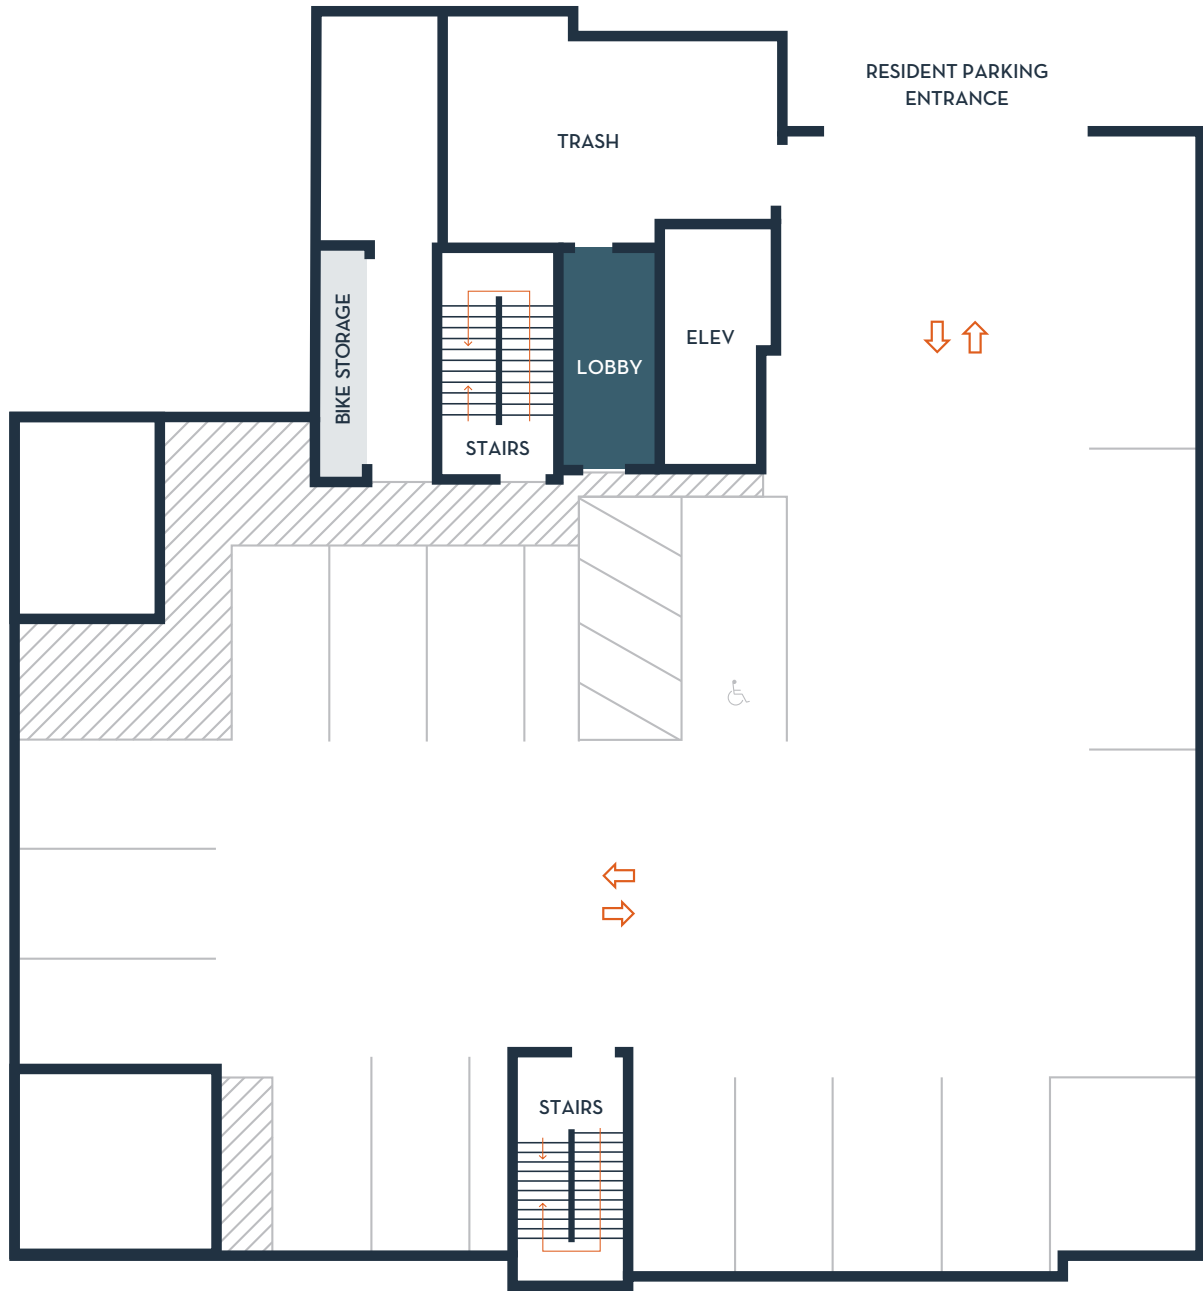 RESIDENT PARKING
ENTRANCE
TRASH
BIKE STORAGE
ELEV
LOBBY
STAIRS
STAIRS